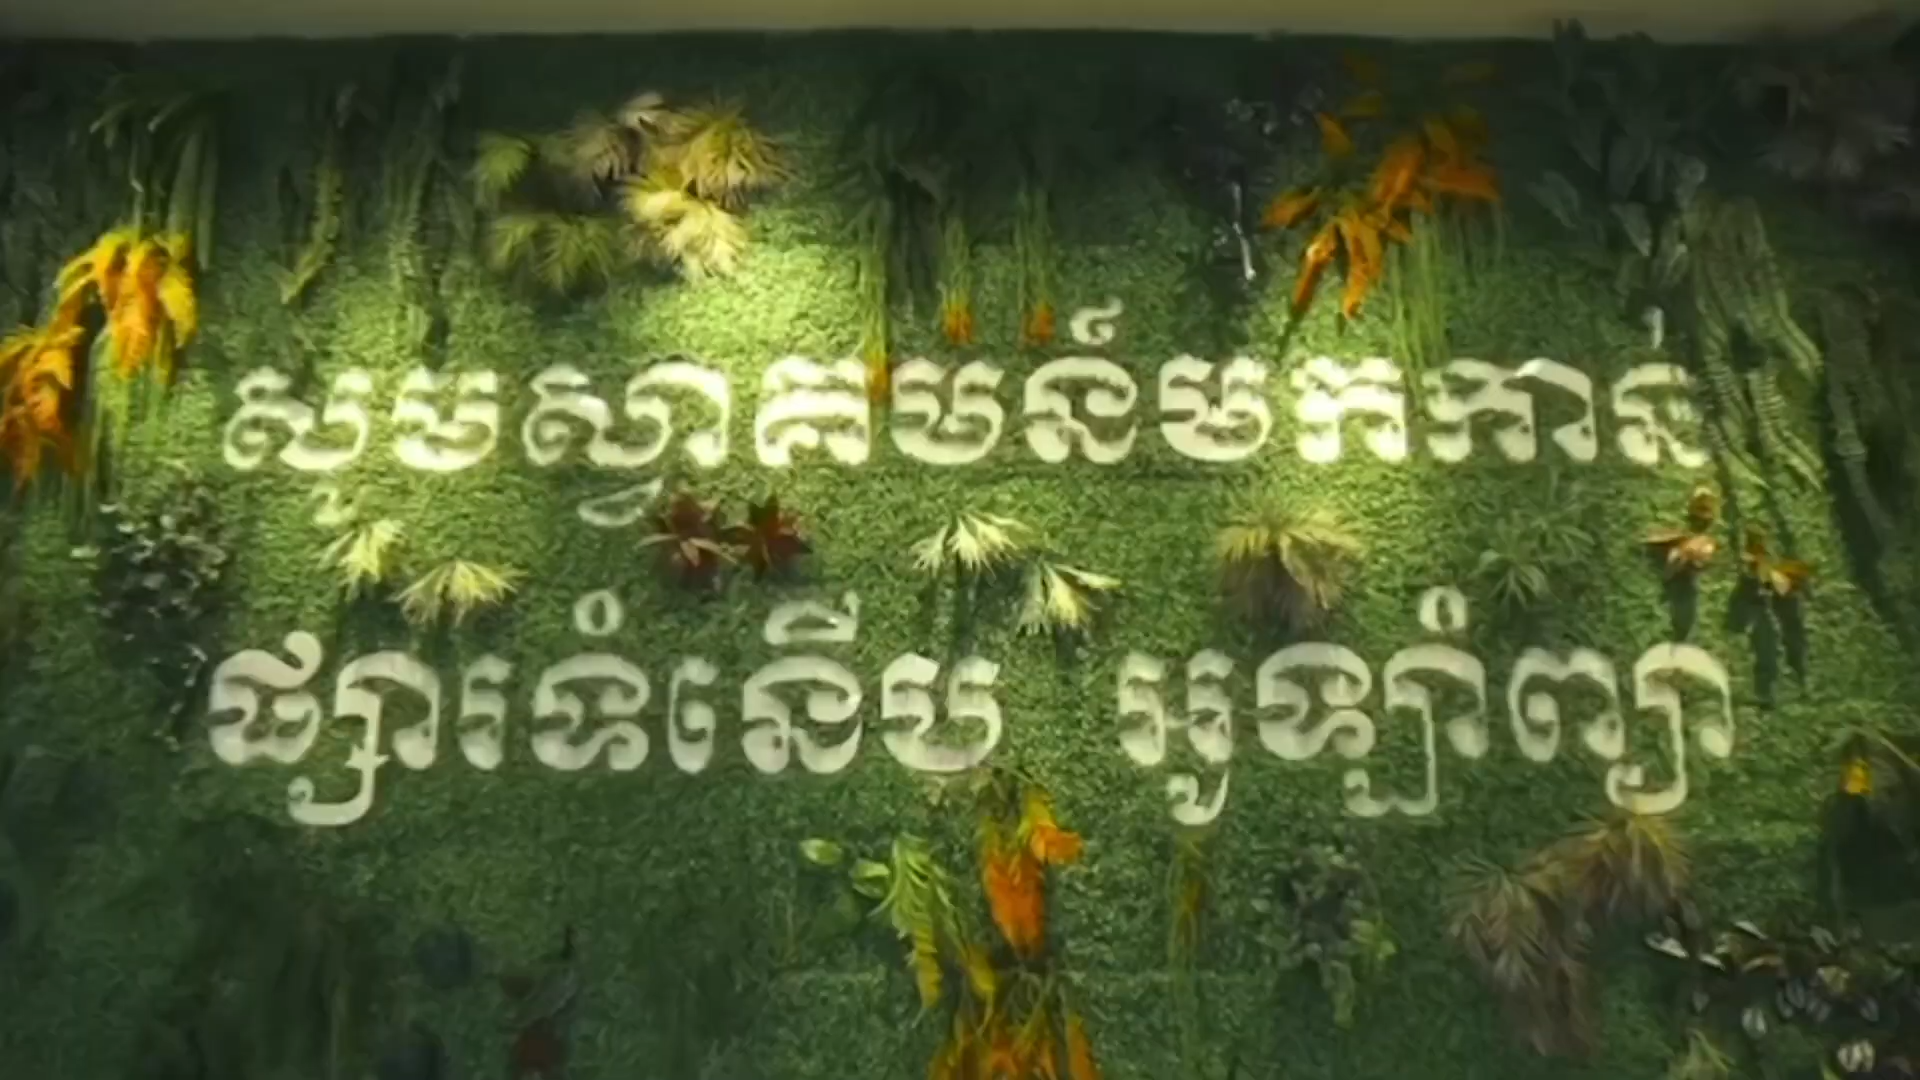 សូមស្វាគមន៍មកកាន់
ផ្សារទំនើប អូឡាំព្យា